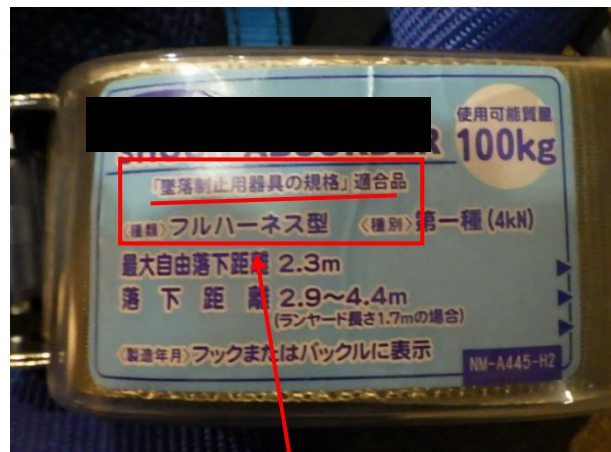 使用可能質量
100kg
「墜落制止用器具の規格」適合品
〈種類〉フルハーネス型 〈種別〉第一種(4kN)
最大自由落下距離 2.3m
落下距離 2.9〜4.4m
(ランヤード長さ1.7mの場合)
〈製造年月〉フックまたはバックルに表示
NM-A445-H2